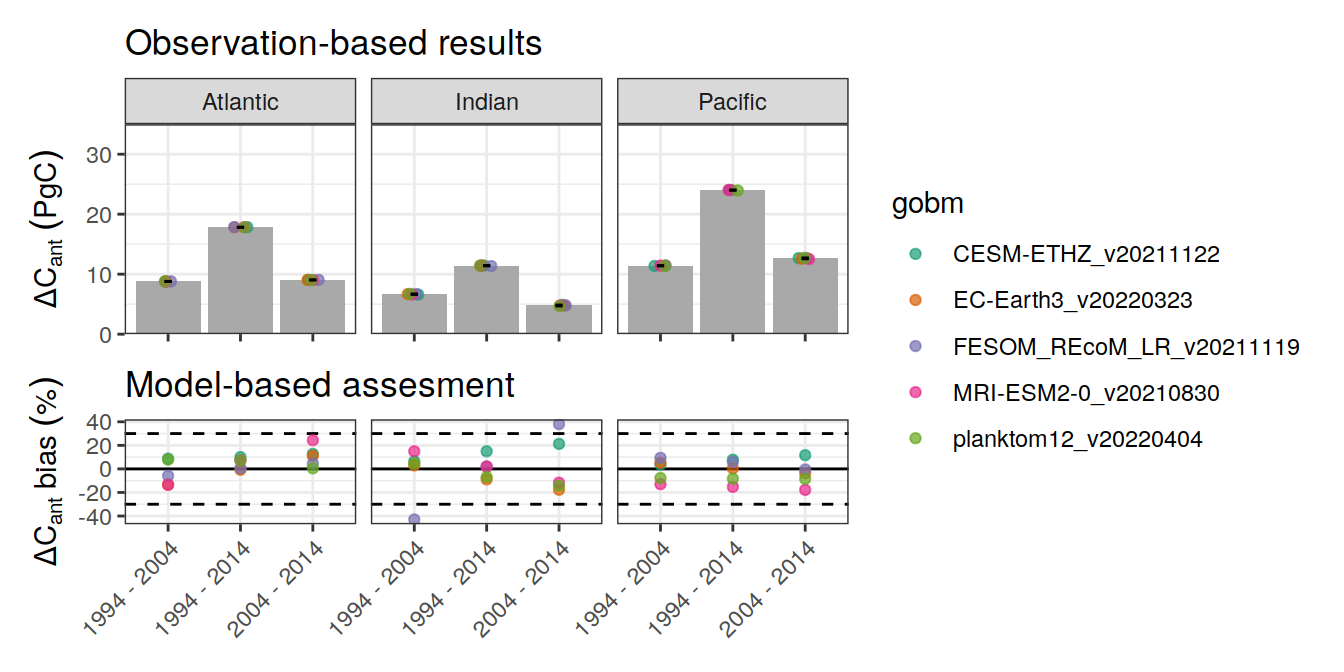 Observation-based results
Atlantic Indian Pacific
ΔCant (PgC)
30
20
10
0
Model-based assesment
ΔCant bias (%)
40
20
0
-20
-40
1994 - 2004 1994 - 2014 2004 - 2014 1994 - 2004 1994 - 2014 2004 - 2014 1994 - 2004 1994 - 2014 2004 - 2014
gobm
CESM-ETHZ_v20211122
EC-Earth3_v20220323
FESOM_REcoM_LR_v20211119
MRI-ESM2-0_v20210830
planktom12_v20220404